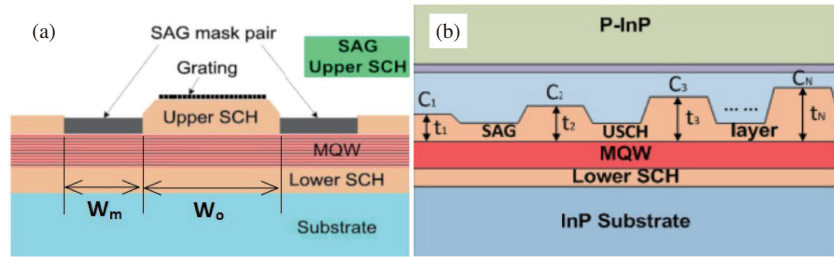 (a)
SAG mask pair
SAG
Upper SCH
Grating
Upper SCH
MQW
Lower SCH
Wm
Wo
Substrate
(b)
P-InP
C1
C2
C3
CN
... ...
t1
t2
t3
tN
SAG
USCH
layer
MQW
Lower SCH
InP Substrate